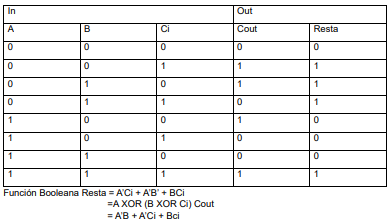 In Out
A B Ci Cout Resta
0 0 0 0 0
0 0 1 1 1
0 1 0 1 1
0 1 1 0 1
1 0 0 1 0
1 0 1 0 0
1 1 0 0 0
1 1 1 1 1
Función Booleana Resta = A'Ci + A'B' + BCi
=A XOR (B XOR Ci) Cout
= A'B + A'Ci + Bci